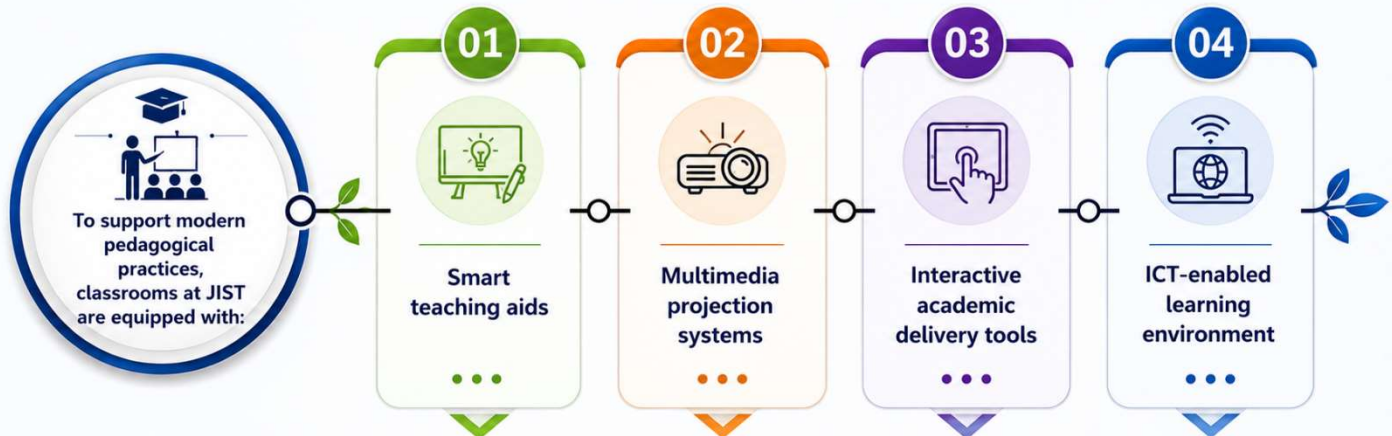 To support modern
pedagogical
practices,
classrooms at JIST
are equipped with:
01
Smart
teaching aids
02
Multimedia
projection
systems
03
Interactive
academic
delivery tools
04
ICT-enabled
learning
environment